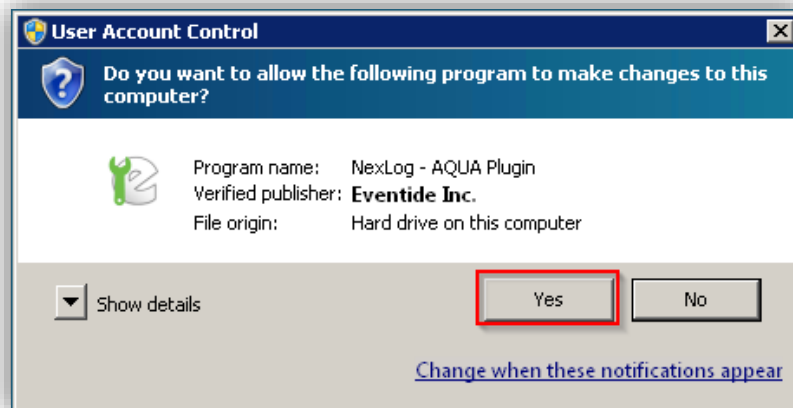 User Account Control
Do you want to allow the following program to make changes to this
computer?
Program name: NexLog - AQUA Plugin
Verified publisher: Eventide Inc.
File origin: Hard drive on this computer
Show details
Yes
No
Change when these notifications appear